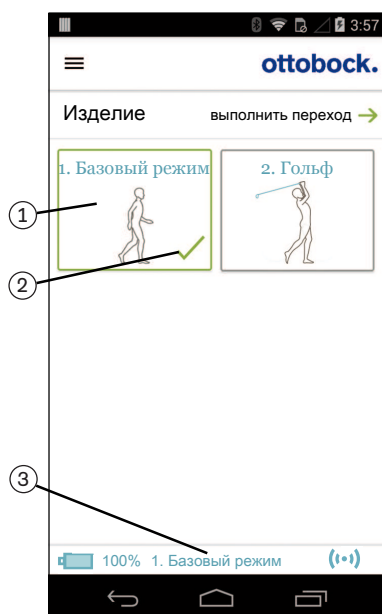 3:57
ottobock.
Изделие выполнить переход
1. Базовый режим 2. Гольф
1
2
3
100% 1. Базовый режим